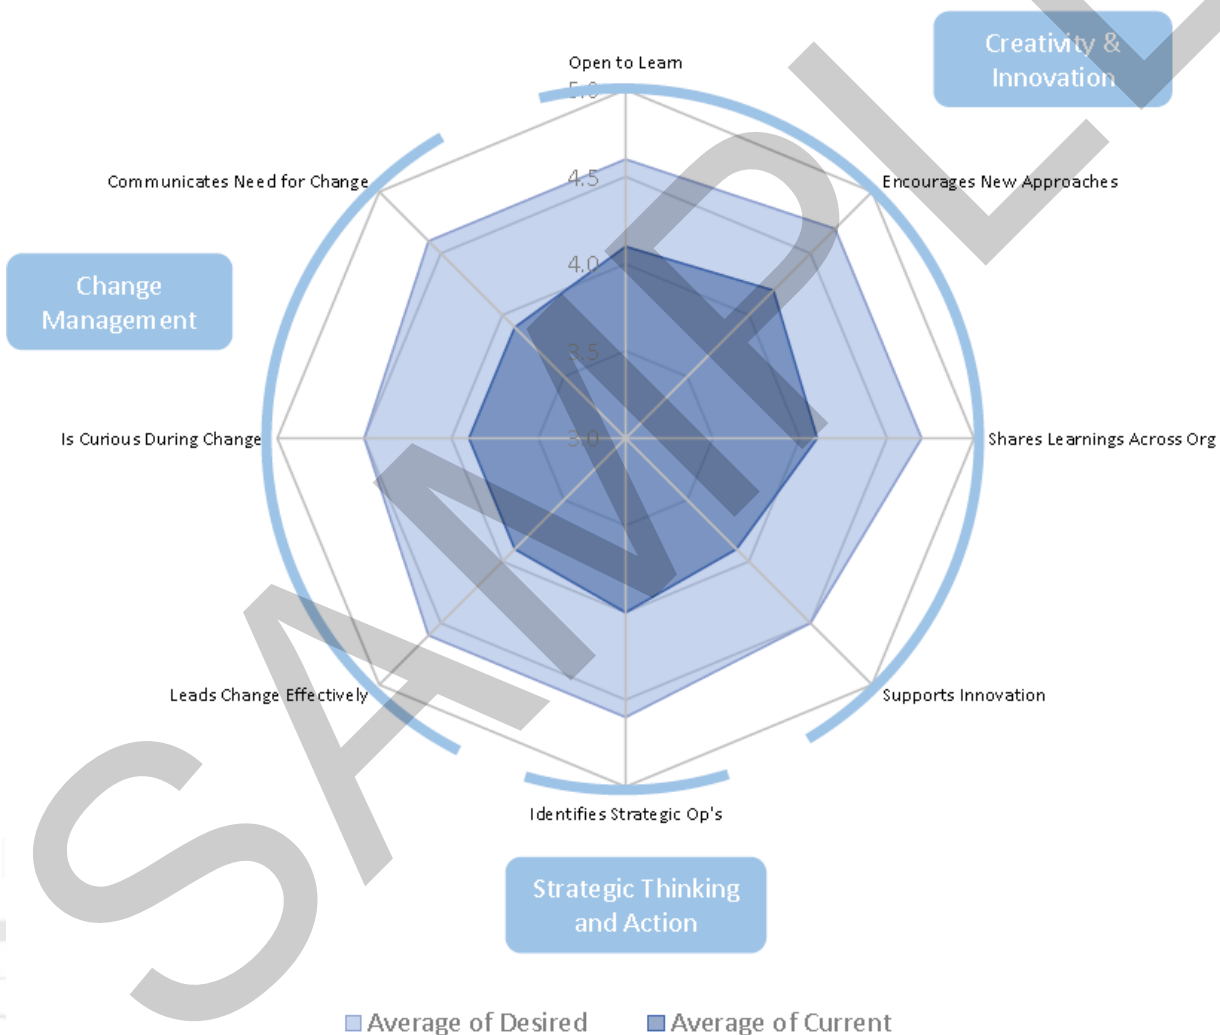 Creativity &
Innovation
Open to Learn
5.0
Communicates Need for Change
4.5
Encourages New Approaches
4.0
Change
Management
3.5
Is Curious During Change
3.0
Shares Learnings Across Org
Leads Change Effectively
Supports Innovation
Identifies Strategic Op's
Strategic Thinking
and Action
Average of Desired
Average of Current
SAMPLE